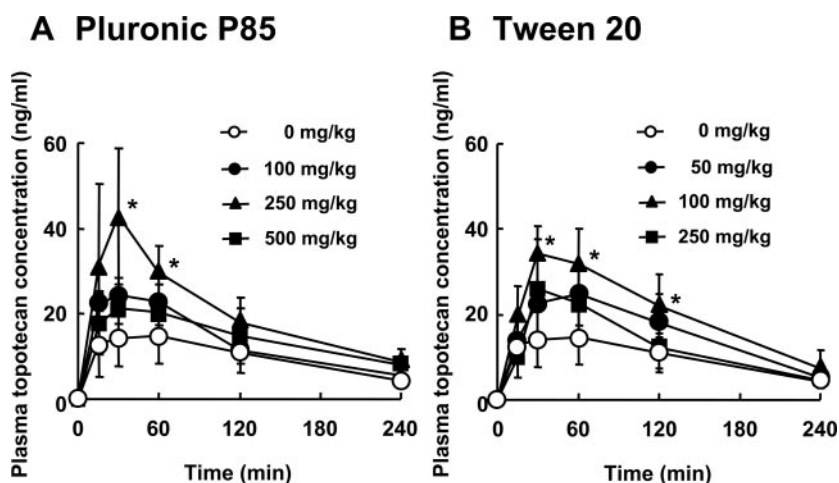 A Pluronic P85
Plasma topotecan concentration (ng/ml)
60
40
20
0
0 mg/kg
100 mg/kg
250 mg/kg
500 mg/kg
*
*
0 60 120 180 240
Time (min)
B Tween 20
Plasma topotecan concentration (ng/ml)
60
40
20
0
0 mg/kg
50 mg/kg
100 mg/kg
250 mg/kg
*
*
*
0 60 120 180 240
Time (min)